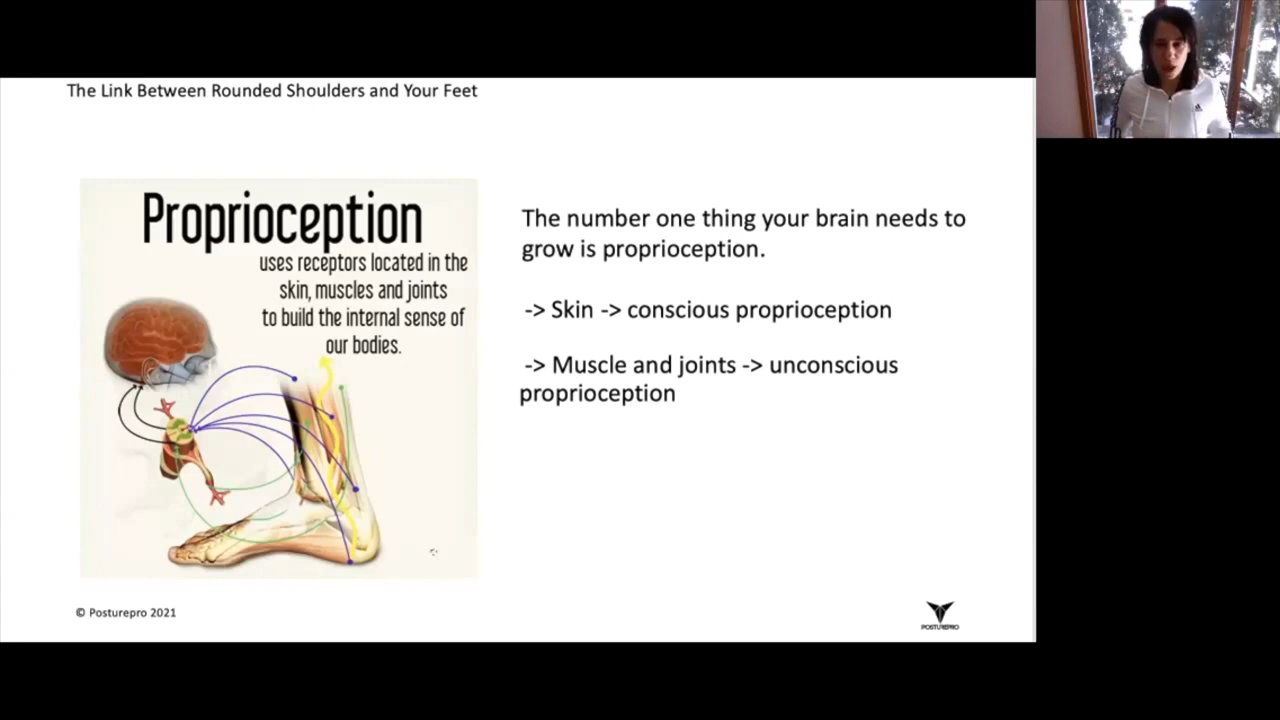 The Link Between Rounded Shoulders and Your Feet
Proprioception
uses receptors located in the
skin, muscles and joints
to build the internal sense of
our bodies.
The number one thing your brain needs to
grow is proprioception.
-> Skin -> conscious proprioception
-> Muscle and joints -> unconscious
proprioception
© Posturepro 2021
POSTUREPRO